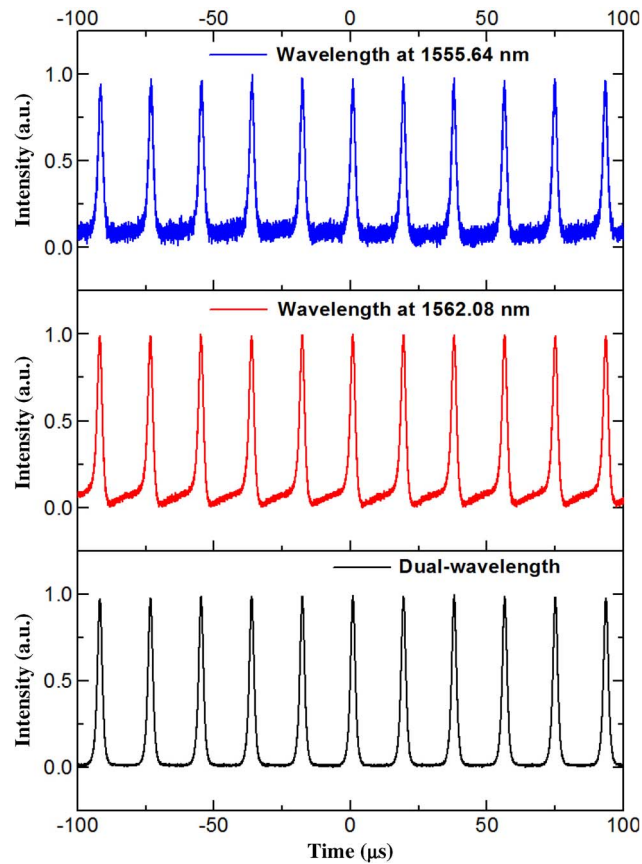 -100 -50 0 50 100
Wavelength at 1555.64 nm
1.0
0.5
0.0
Intensity (a.u.)
Wavelength at 1562.08 nm
1.0
0.5
0.0
Intensity (a.u.)
Dual-wavelength
1.0
0.5
0.0
Intensity (a.u.)
-100 -50 0 50 100
Time (μs)